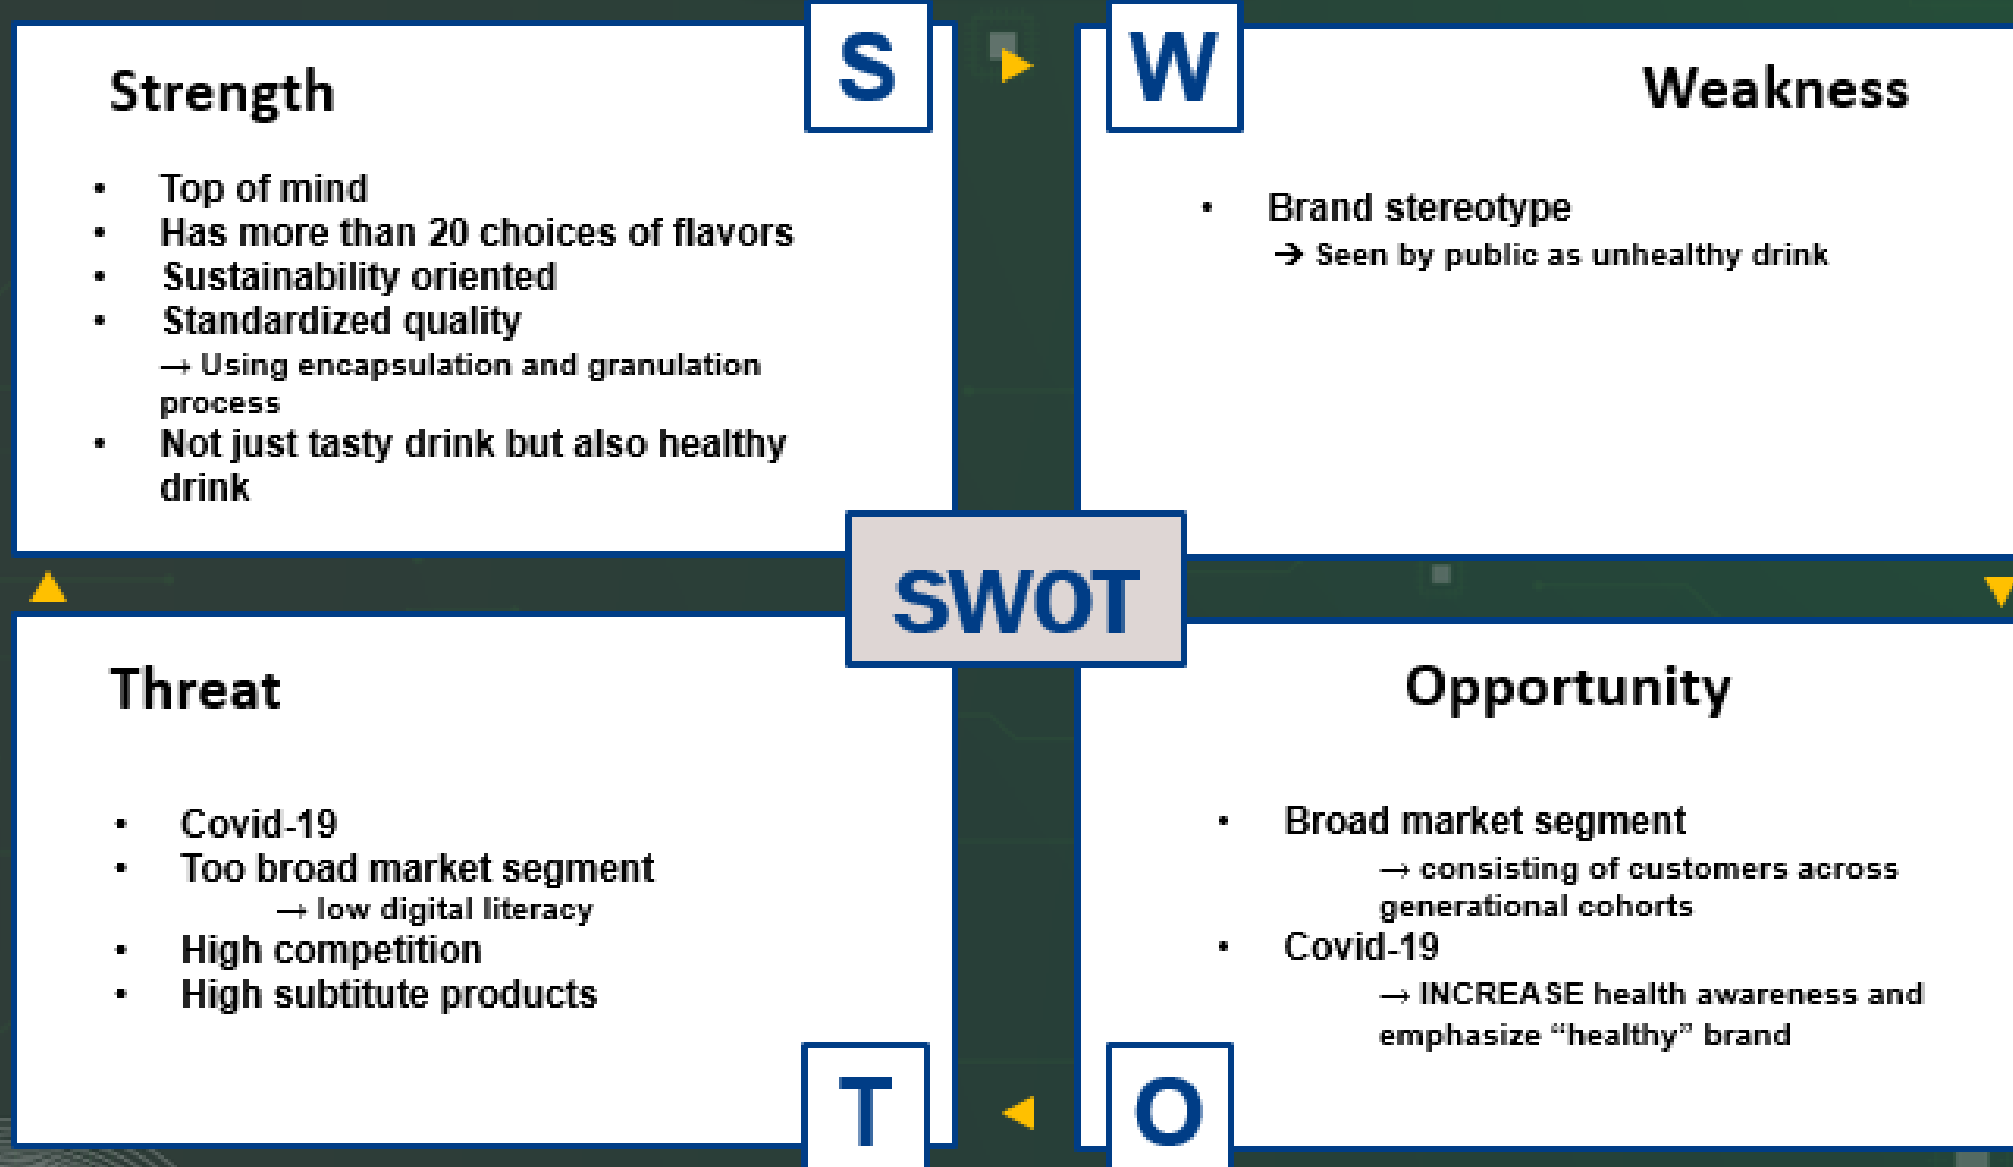 S
Strength
• Top of mind
• Has more than 20 choices of flavors
• Sustainability oriented
• Standardized quality
→ Using encapsulation and granulation
process
• Not just tasty drink but also healthy
drink
W
Weakness
• Brand stereotype
→ Seen by public as unhealthy drink
SWOT
Threat
• Covid-19
• Too broad market segment
→ low digital literacy
• High competition
• High subtitute products
T
Opportunity
• Broad market segment
→ consisting of customers across
generational cohorts
• Covid-19
→ INCREASE health awareness and
emphasize “healthy” brand
O